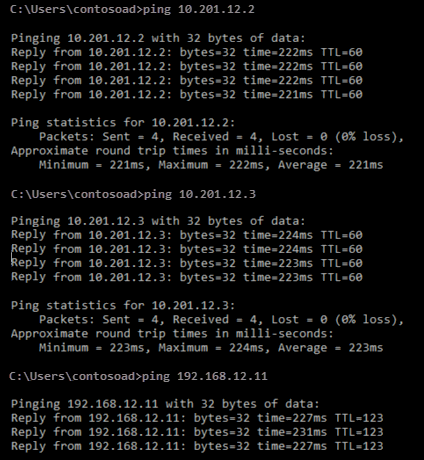 C:\Users\contosoad>ping 10.201.12.2
Pinging 10.201.12.2 with 32 bytes of data:
Reply from 10.201.12.2: bytes=32 time=222ms TTL=60
Reply from 10.201.12.2: bytes=32 time=222ms TTL=60
Reply from 10.201.12.2: bytes=32 time=221ms TTL=60
Reply from 10.201.12.2: bytes=32 time=221ms TTL=60
Ping statistics for 10.201.12.2:
Packets: Sent = 4, Received = 4, Lost = 0 (0% loss),
Approximate round trip times in milli-seconds:
Minimum = 221ms, Maximum = 222ms, Average = 221ms
C:\Users\contosoad>ping 10.201.12.3
Pinging 10.201.12.3 with 32 bytes of data:
Reply from 10.201.12.3: bytes=32 time=224ms TTL=60
Reply from 10.201.12.3: bytes=32 time=224ms TTL=60
Reply from 10.201.12.3: bytes=32 time=223ms TTL=60
Reply from 10.201.12.3: bytes=32 time=223ms TTL=60
Ping statistics for 10.201.12.3:
Packets: Sent = 4, Received = 4, Lost = 0 (0% loss),
Approximate round trip times in milli-seconds:
Minimum = 223ms, Maximum = 224ms, Average = 223ms
C:\Users\contosoad>ping 192.168.12.11
Pinging 192.168.12.11 with 32 bytes of data:
Reply from 192.168.12.11: bytes=32 time=227ms TTL=123
Reply from 192.168.12.11: bytes=32 time=231ms TTL=123
Reply from 192.168.12.11: bytes=32 time=227ms TTL=123